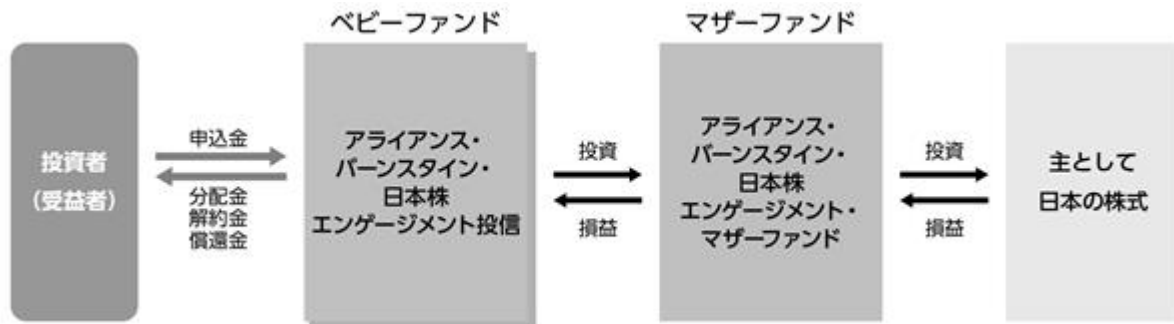 ベビーファンド
マザーファンド
投資者
(受益者)
申込金
分配金
解約金
償還金
アライアンス・
バーンスタイン・
日本株
エンゲージメント投信
投資
損益
アライアンス・
バーンスタイン・
日本株
エンゲージメント・
マザーファンド
投資
損益
主として
日本の株式